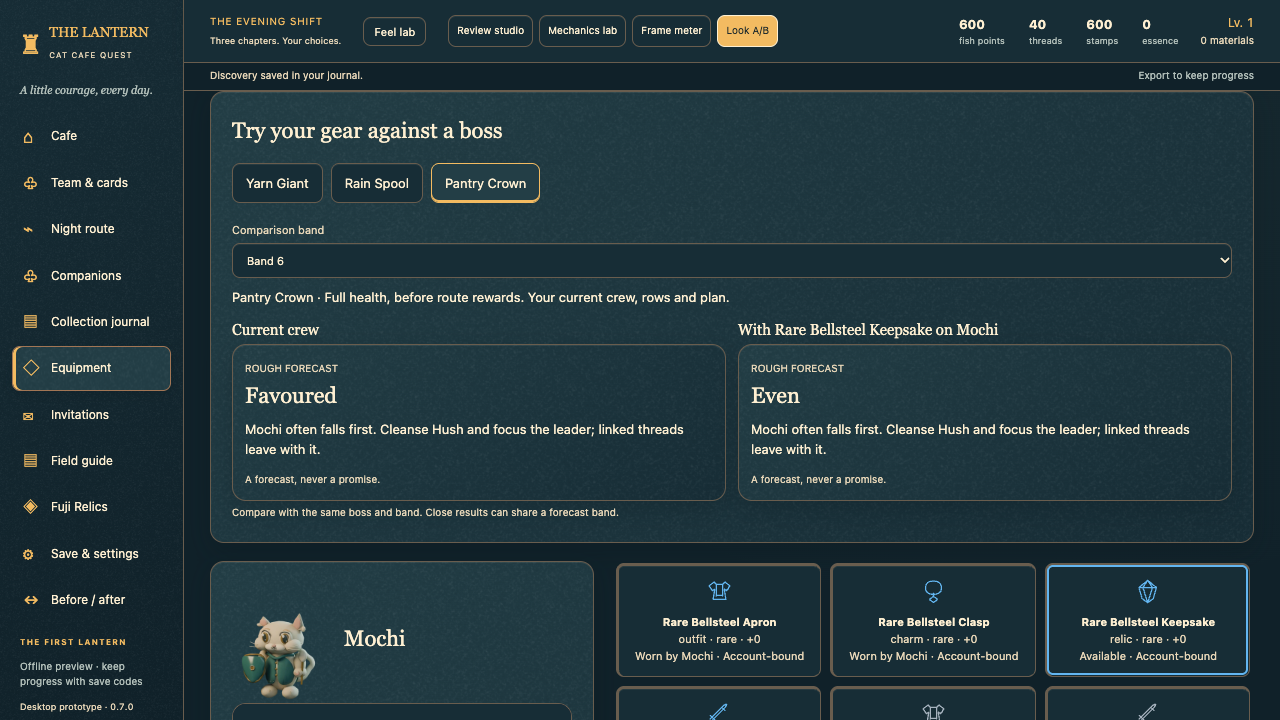 THE LANTERN
CAT CAFE QUEST
A little courage, every day.
Cafe
Team & cards
Night route
Companions
Collection journal
Equipment
Invitations
Field guide
Fuji Relics
Save & settings
Before / after
THE FIRST LANTERN
Offline preview · keep
progress with save codes
Desktop prototype · 0.7.0
THE EVENING SHIFT
Three chapters. Your choices.
Feel lab
Review studio
Mechanics lab
Frame meter
Look A/B
600
fish points
40
threads
600
stamps
0
essence
Lv. 1
0 materials
Discovery saved in your journal.
Export to keep progress
Try your gear against a boss
Yarn Giant
Rain Spool
Pantry Crown
Comparison band
Band 6
Pantry Crown · Full health, before route rewards. Your current crew, rows and plan.
Current crew
ROUGH FORECAST
Favoured
Mochi often falls first. Cleanse Hush and focus the leader; linked threads
leave with it.
A forecast, never a promise.
With Rare Bellsteel Keepsake on Mochi
ROUGH FORECAST
Even
Mochi often falls first. Cleanse Hush and focus the leader; linked threads
leave with it.
A forecast, never a promise.
Compare with the same boss and band. Close results can share a forecast band.
Mochi
Rare Bellsteel Apron
outfit · rare · +0
Worn by Mochi · Account-bound
Rare Bellsteel Clasp
charm · rare · +0
Worn by Mochi · Account-bound
Rare Bellsteel Keepsake
relic · rare · +0
Available · Account-bound